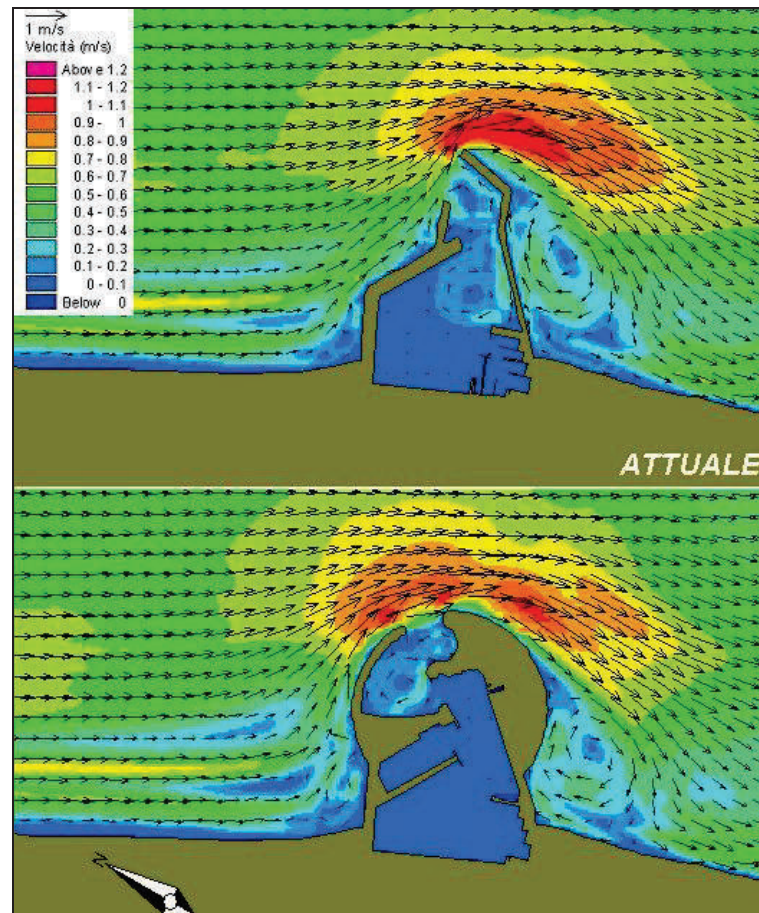 1 m/s
Velocità (m/s)
Above 1.2
1.1 - 1.2
1 - 1.1
0.9 - 1
0.8 - 0.9
0.7 - 0.8
0.6 - 0.7
0.5 - 0.6
0.4 - 0.5
0.3 - 0.4
0.2 - 0.3
0.1 - 0.2
0 - 0.1
Below 0
ATTUALE
N